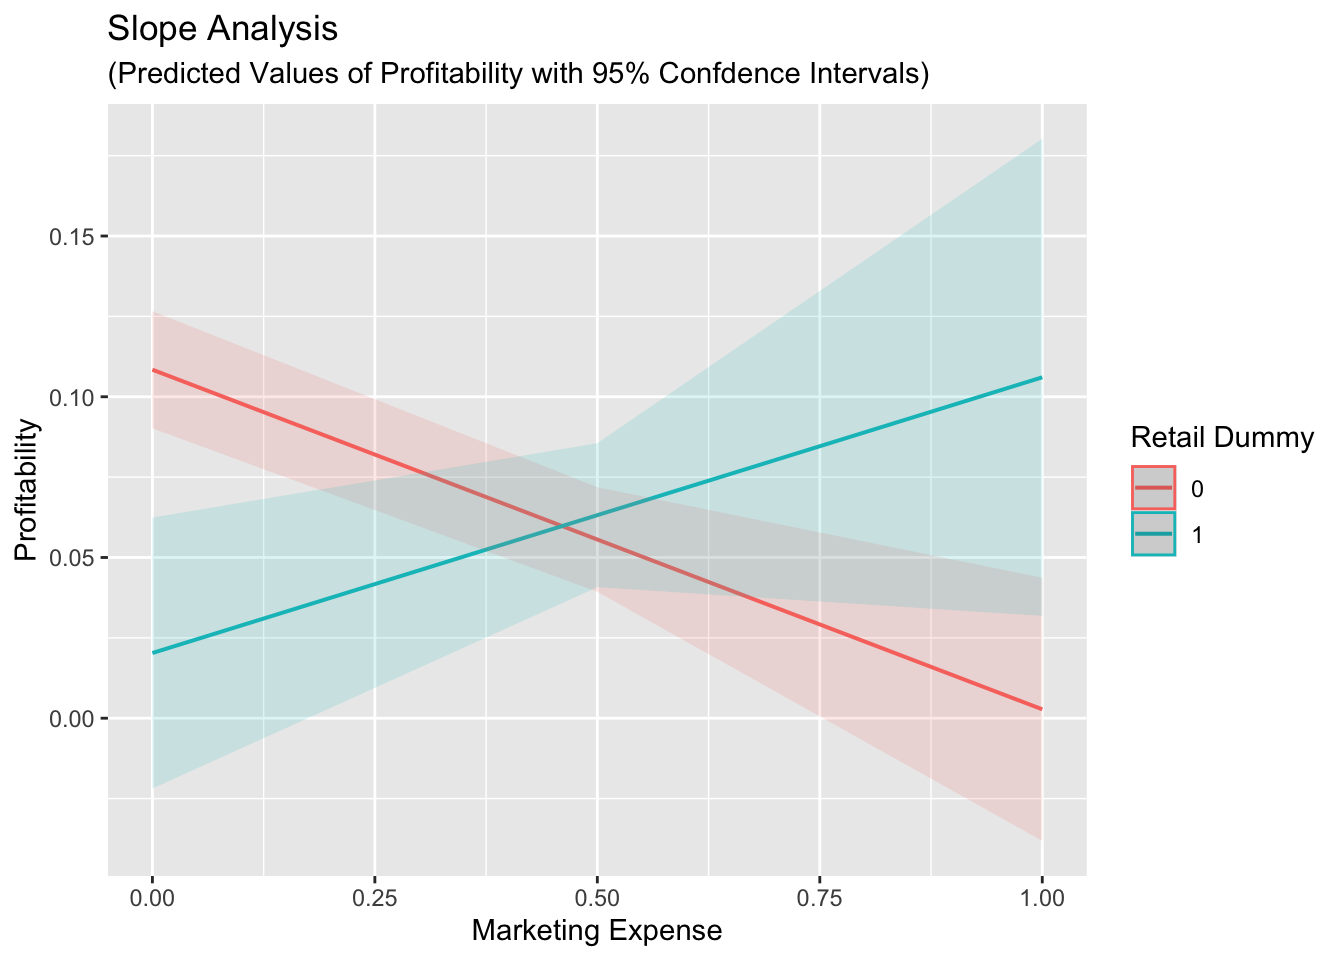 Slope Analysis
(Predicted Values of Profitability with 95% Confdence Intervals)
0.15
0.10
0.05
0.00
Profitability
0.00 0.25 0.50 0.75 1.00
Marketing Expense
Retail Dummy
0
1